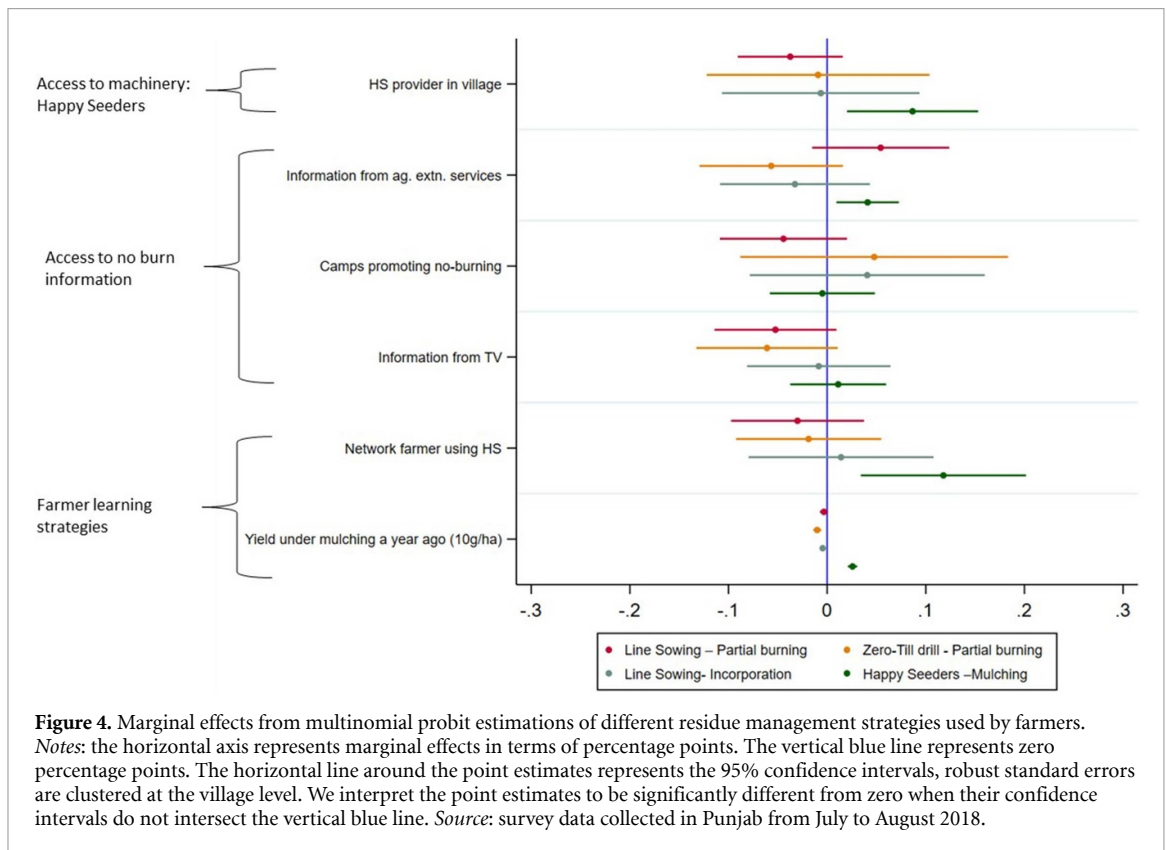 Access to machinery:
Happy Seeders
HS provider in village
Information from ag. extn. services
Access to no burn
information
Camps promoting no-burning
Information from TV
Network farmer using HS
Farmer learning
strategies
Yield under mulching a year ago (10g/ha)
-.3 -.2 -.1 0 .1 .2 .3
Line Sowing – Partial burning Zero-Till drill - Partial burning
Line Sowing- Incorporation Happy Seeders –Mulching
Figure 4. Marginal effects from multinomial probit estimations of different residue management strategies used by farmers.
Notes: the horizontal axis represents marginal effects in terms of percentage points. The vertical blue line represents zero
percentage points. The horizontal line around the point estimates represents the 95% confidence intervals, robust standard errors
are clustered at the village level. We interpret the point estimates to be significantly different from zero when their confidence
intervals do not intersect the vertical blue line. Source: survey data collected in Punjab from July to August 2018.